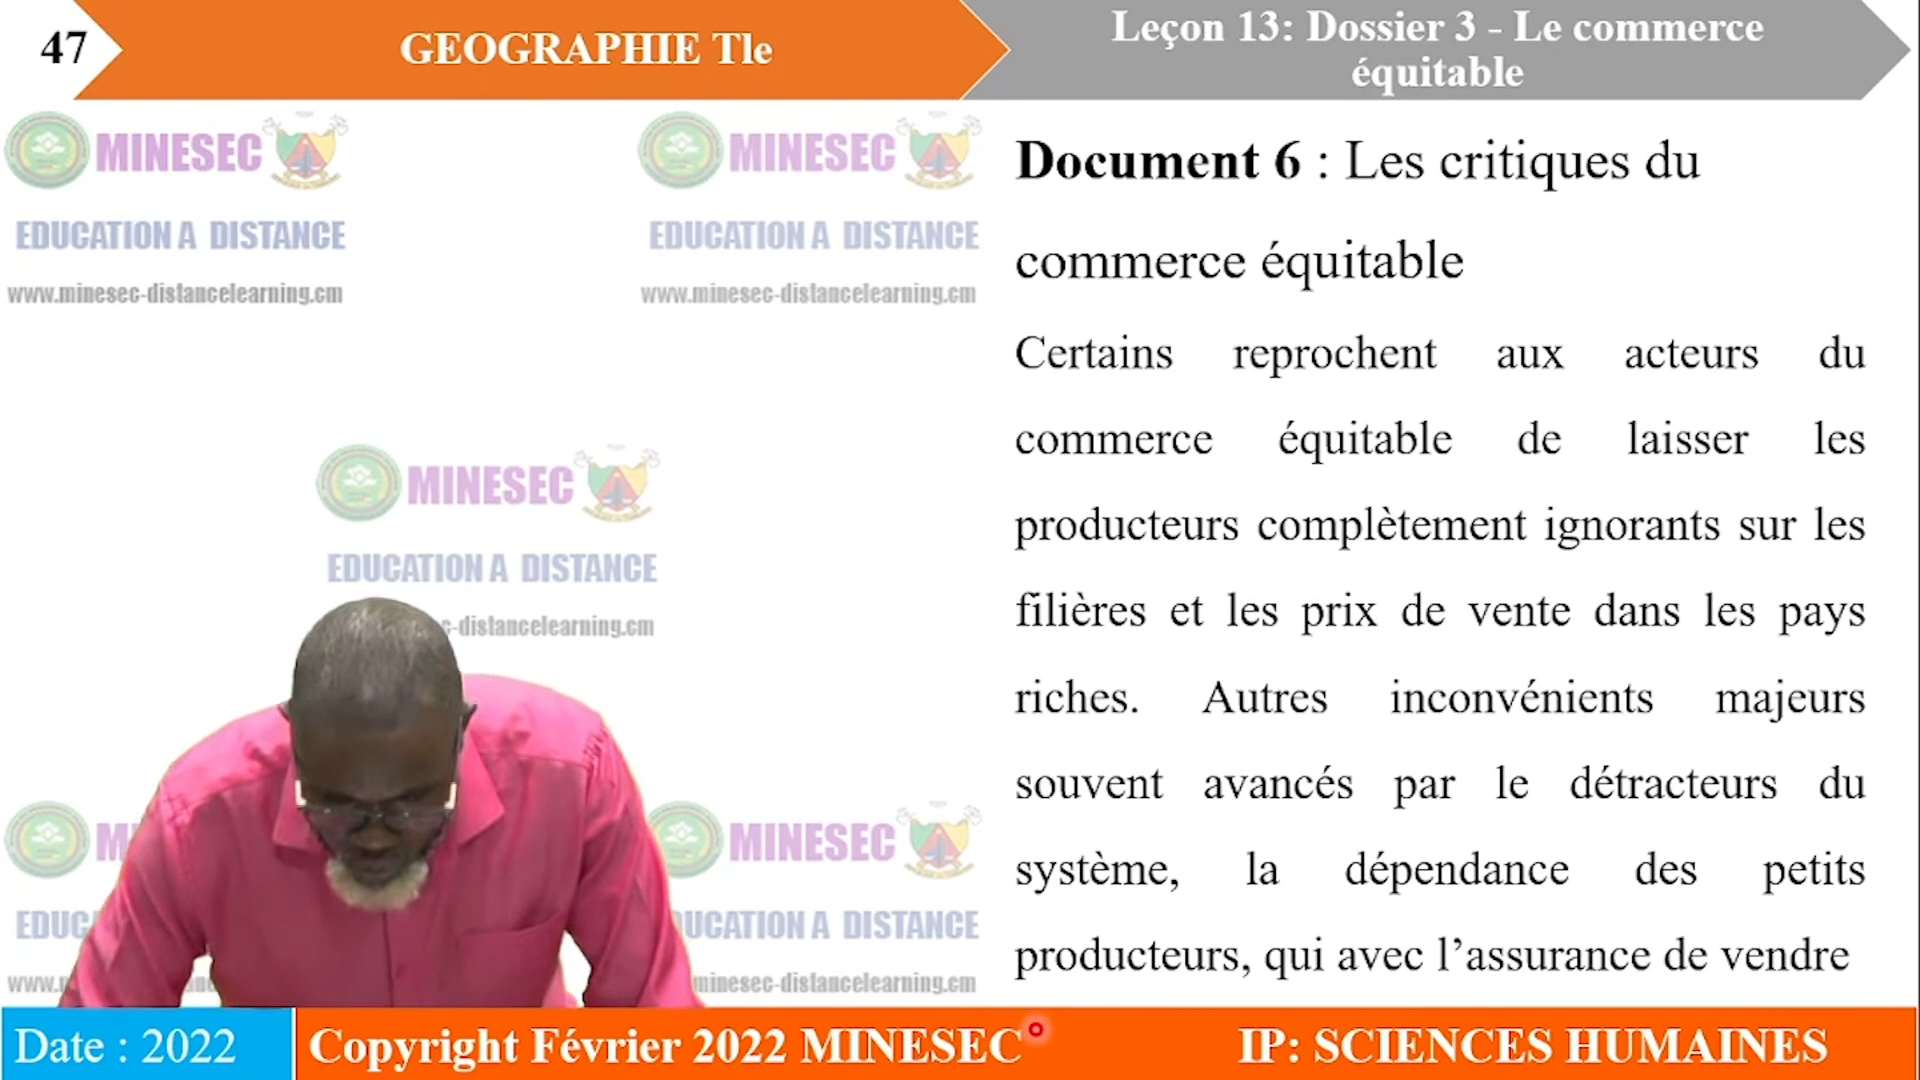 47
GEOGRAPHIE Tle
Leçon 13: Dossier 3 - Le commerce
équitable
MINESEC
EDUCATION A DISTANCE
www.minesec-distancelearning.cm
MINESEC
EDUCATION A DISTANCE
www.minesec-distancelearning.cm
MINESEC
EDUCATION A DISTANCE
c-distancelearning.cm
M
EDUC
www.
MINESEC
UCATION A DISTANCE
minesec-distancelearning.cm
Document 6 : Les critiques du
commerce équitable
Certains reprochent aux acteurs du
commerce équitable de laisser les
producteurs complètement ignorants sur les
filières et les prix de vente dans les pays
riches. Autres inconvénients majeurs
souvent avancés par le détracteurs du
système, la dépendance des petits
producteurs, qui avec l’assurance de vendre
Date : 2022
Copyright Février 2022 MINESEC
IP: SCIENCES HUMAINES